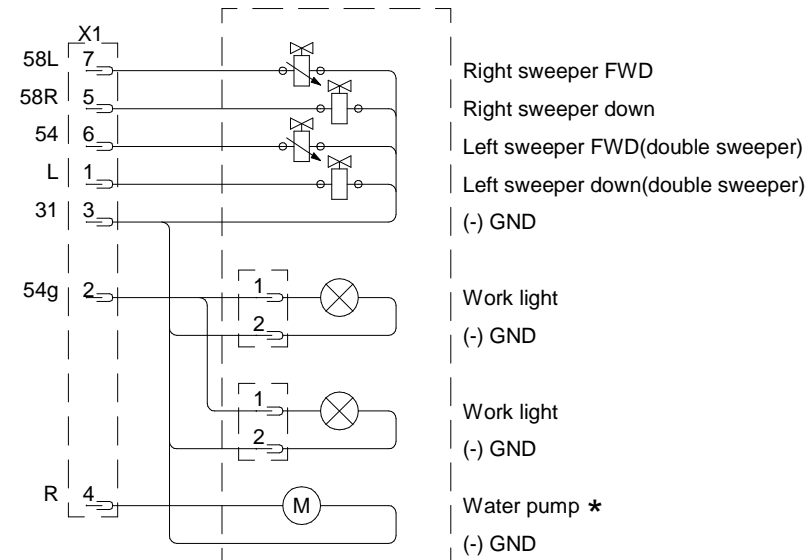 X1
58L 7 Right sweeper FWD
58R 5 Right sweeper down
54 6 Left sweeper FWD(double sweeper)
L 1 Left sweeper down(double sweeper)
31 3 (-) GND
54g 2 1 Work light
2 (-) GND
1 Work light
2 (-) GND
R 4 M Water pump *
(-) GND